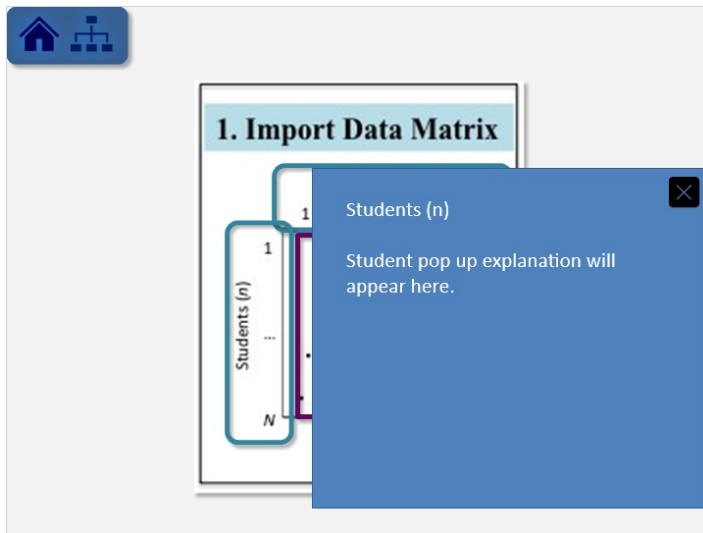 1. Import Data Matrix
1
Students (n)
1
...
N
Students (n)
Student pop up explanation will
appear here.